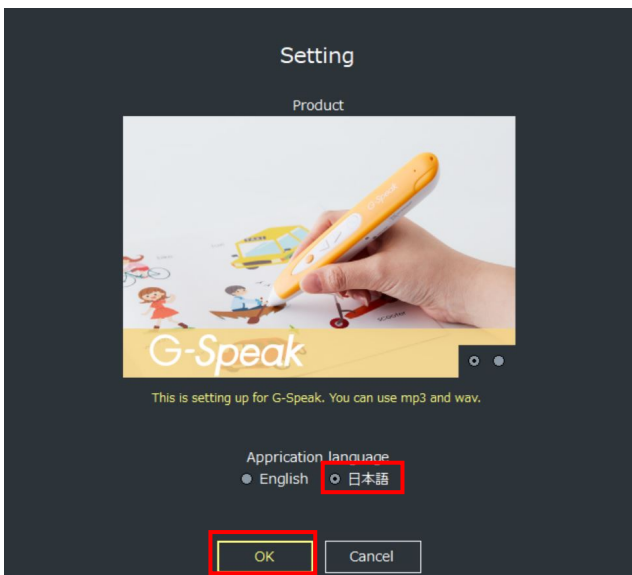 Setting
Product
G-Speak
G-Speak
This is setting up for G-Speak. You can use mp3 and wav.
Apprication language
English 日本語
OK Cancel